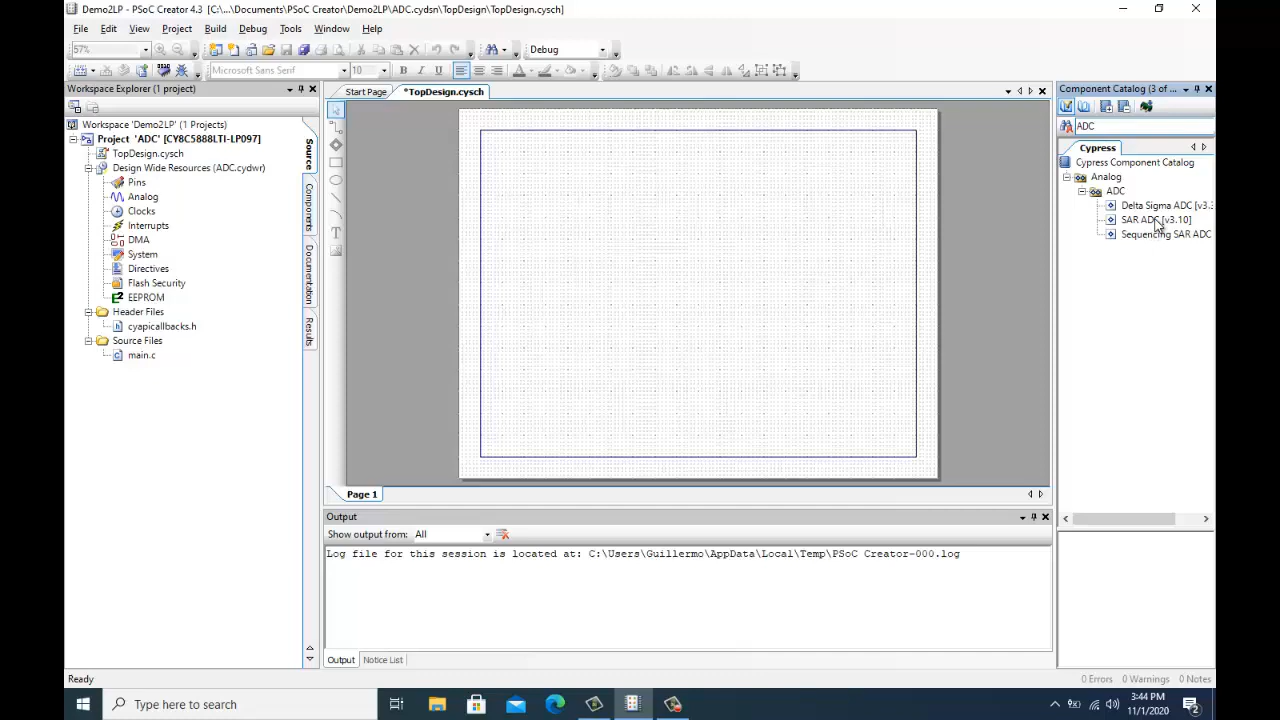 Demo2LP - PSoC Creator 4.3 [C:\...\Documents\PSoC Creator\Demo2LP\ADC.cydsn\TopDesign\TopDesign.cysch]
File Edit View Project Build Debug Tools Window Help
57% Debug
Microsoft Sans Serif 10 B I U A
Workspace Explorer (1 project)
Workspace 'Demo2LP' (1 Projects)
Project 'ADC' [CY8C5888LTI-LP097]
TopDesign.cysch
Design Wide Resources (ADC.cydwr)
Pins
Analog
Clocks
Interrupts
DMA
System
Directives
Flash Security
EEPROM
Header Files
cyapicallbacks.h
Source Files
main.c
Source
Components
Documentation
Results
Start Page *TopDesign.cysch
T
Page 1
Output
Show output from: All
Log file for this session is located at: C:\Users\Guillermo\AppData\Local\Temp\PSoC Creator-000.log
Output Notice List
Component Catalog (3 of ...
ADC
Cypress
Cypress Component Catalog
Analog
ADC
Delta Sigma ADC [v3.
SAR ADC [v3.10]
Sequencing SAR ADC
Ready 0 Errors 0 Warnings 0 Notes
Type here to search
3:44 PM
11/1/2020
2